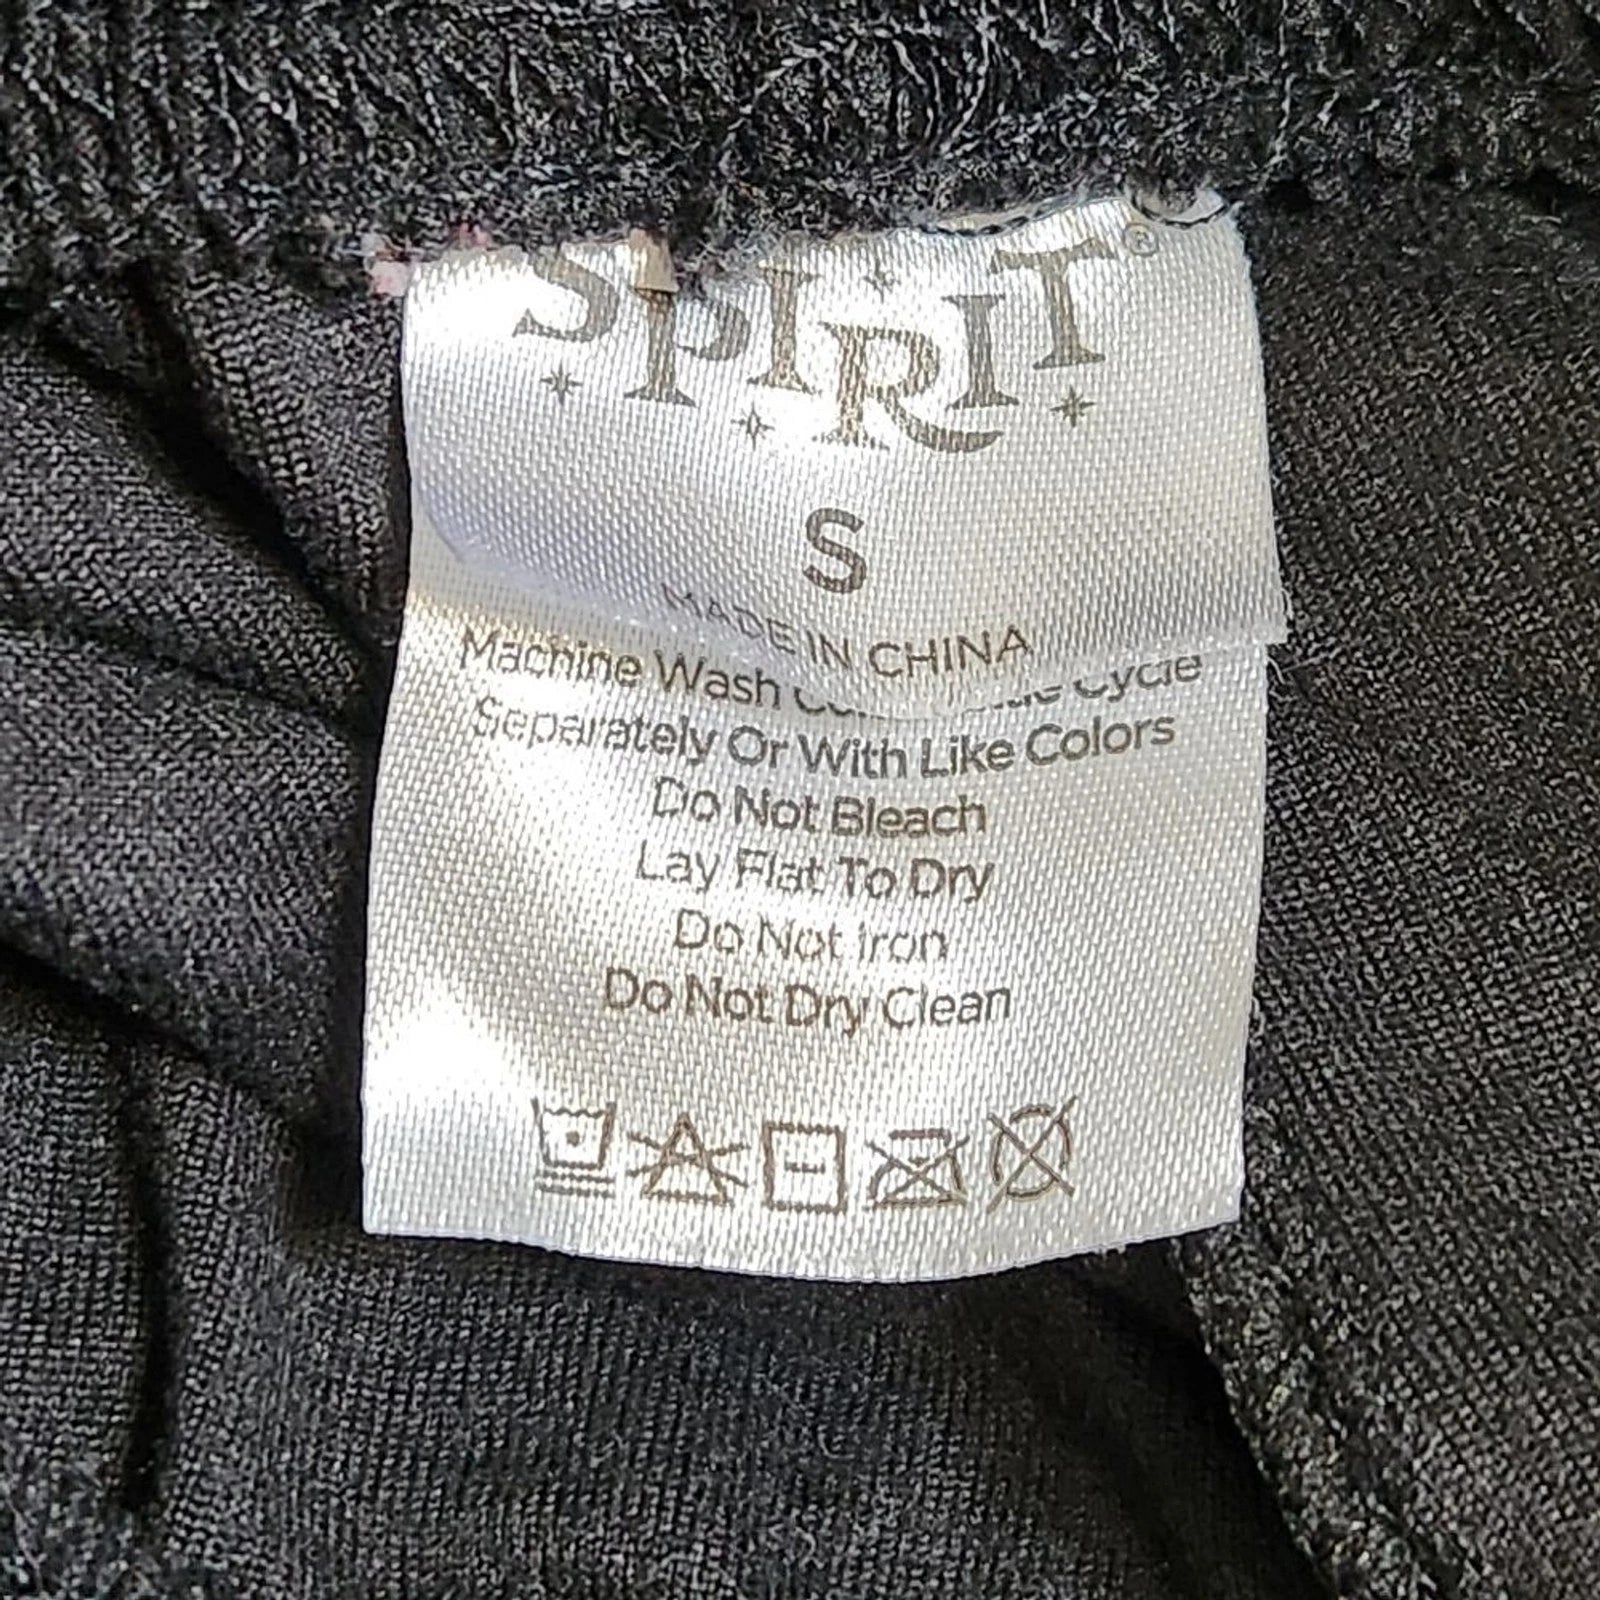 SPIRIT®
S
MADE IN CHINA
Machine Wash Cycle
Separately Or With Like Colors
Do Not Bleach
Lay Flat To Dry
Do Not Iron
Do Not Dry Clean